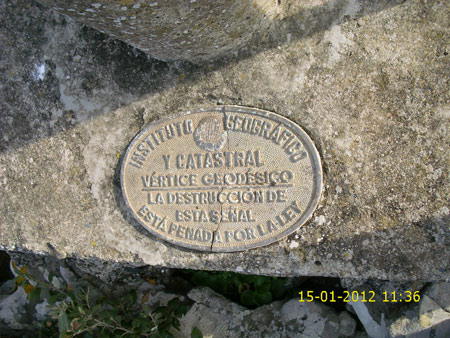 INSTITUTO GEOGRÁFICO
Y CATASTRAL
VÉRTICE GEODÉSICO
LA DESTRUCCIÓN DE
ESTA SEÑAL
ESTÁ PENADA POR LA LEY
15-01-2012 11:36